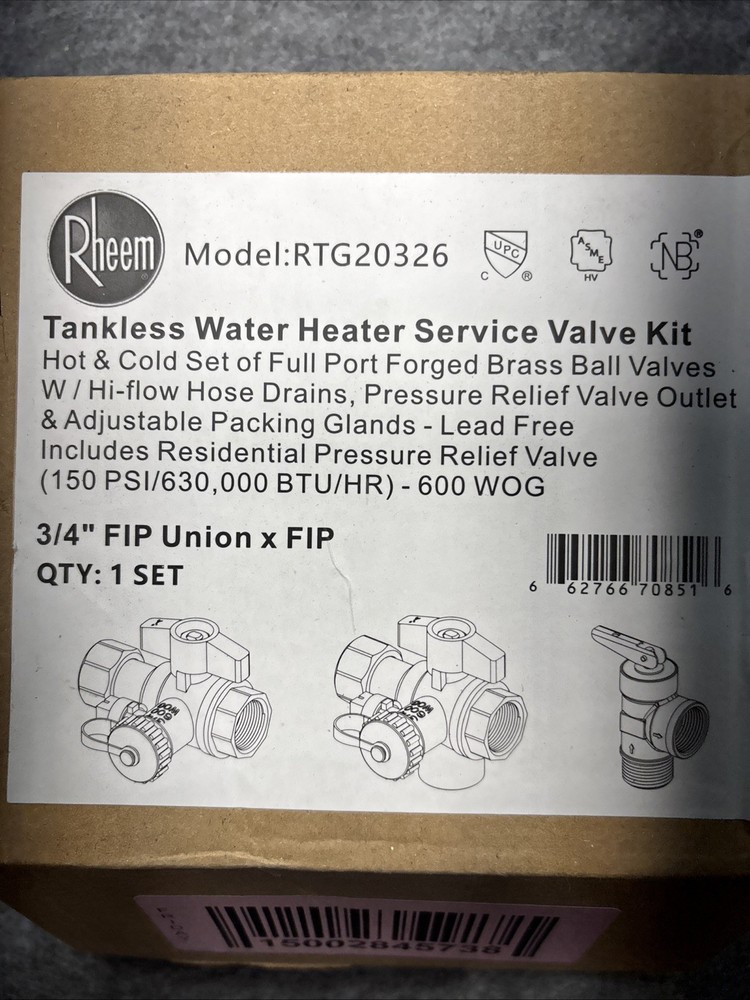 Rheem
Model:RTG20326
UPC
C ®
ASME
HV
NB®
Tankless Water Heater Service Valve Kit
Hot & Cold Set of Full Port Forged Brass Ball Valves
W / Hi-flow Hose Drains, Pressure Relief Valve Outlet
& Adjustable Packing Glands - Lead Free
Includes Residential Pressure Relief Valve
(150 PSI/630,000 BTU/HR) - 600 WOG
3/4" FIP Union x FIP
QTY: 1 SET
6 62766 70851 6
15002845738